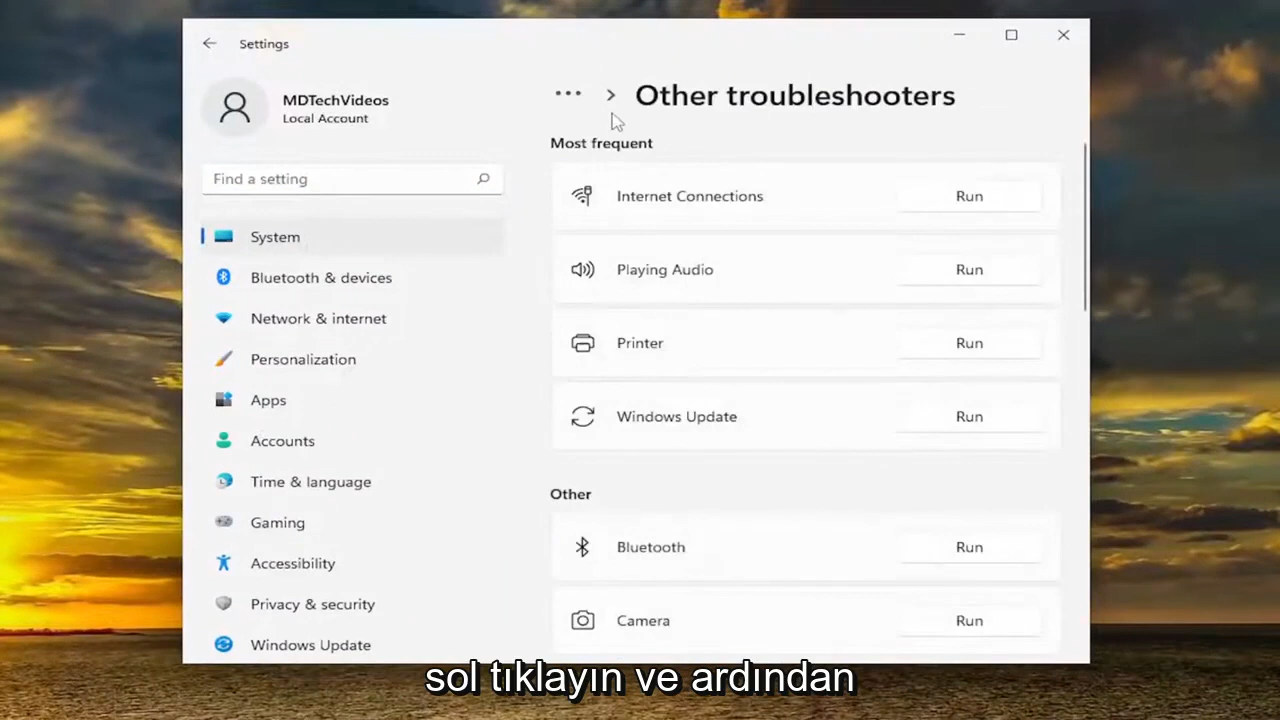 Settings
MDTechVideos
Local Account
Find a setting
System
Bluetooth & devices
Network & internet
Personalization
Apps
Accounts
Time & language
Gaming
Accessibility
Privacy & security
Windows Update
... > Other troubleshooters
Most frequent
Internet Connections Run
Playing Audio Run
Printer Run
Windows Update Run
Other
Bluetooth Run
Camera Run
sol tıklayın ve ardından